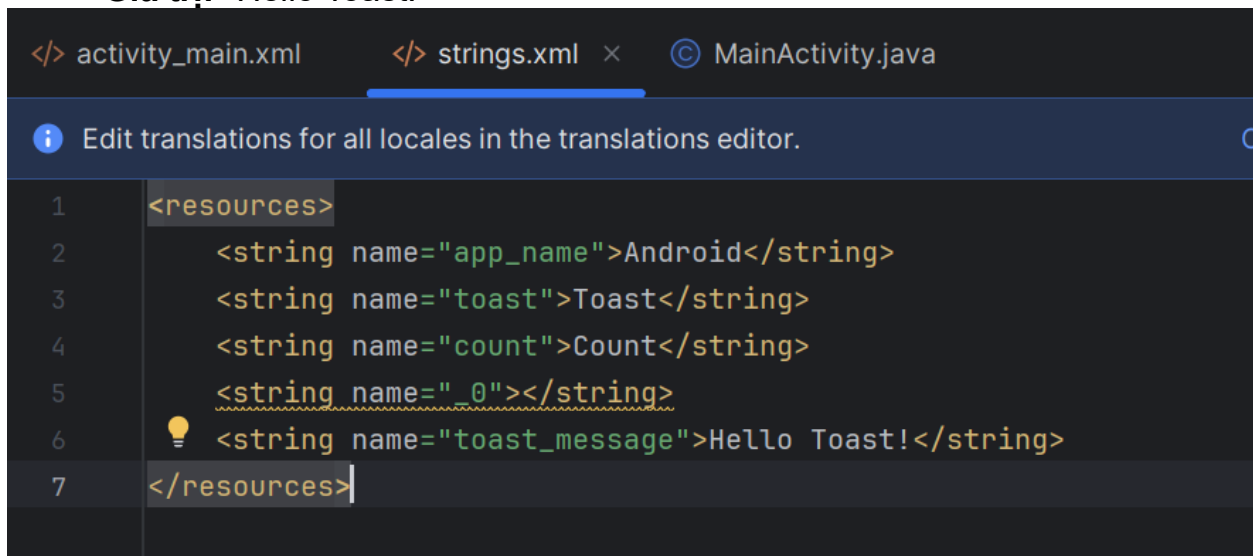 </> activity_main.xml </> strings.xml × © MainActivity.java
Edit translations for all locales in the translations editor.
1 <resources>
2 <string name="app_name">Android</string>
3 <string name="toast">Toast</string>
4 <string name="count">Count</string>
5 <string name="_0"></string>
6 <string name="toast_message">Hello Toast!</string>
7 </resources>